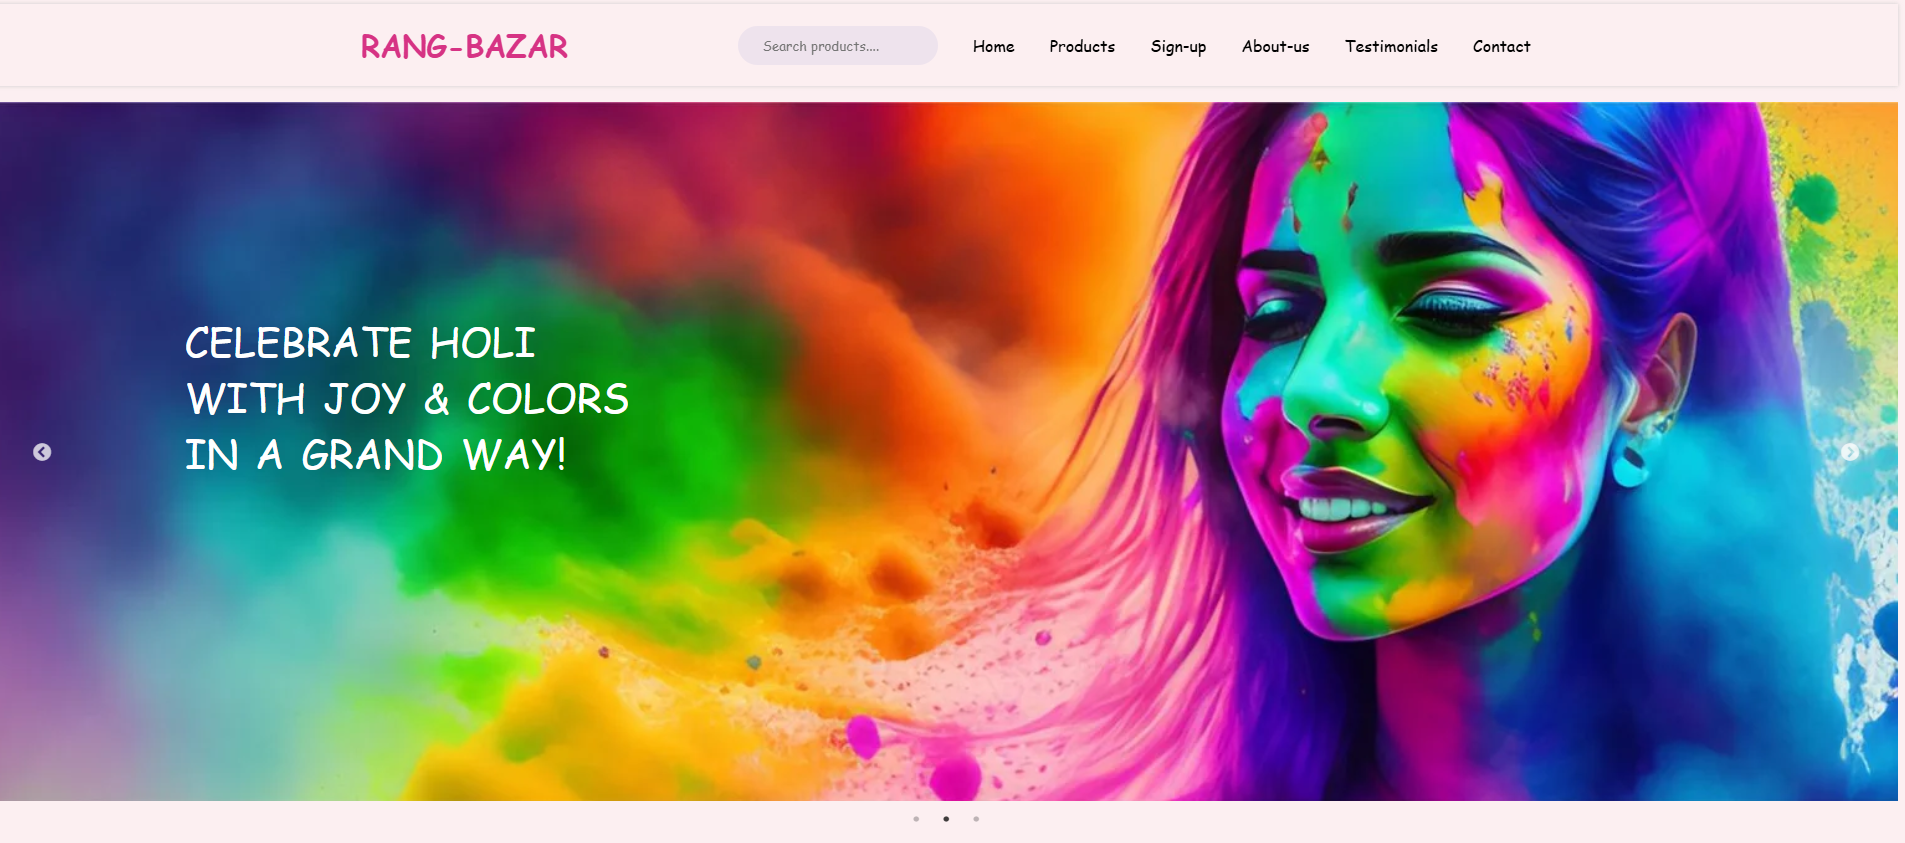 RANG-BAZAR
Search products....
Home
Products
Sign-up
About-us
Testimonials
Contact
CELEBRATE HOLI
WITH JOY & COLORS
IN A GRAND WAY!